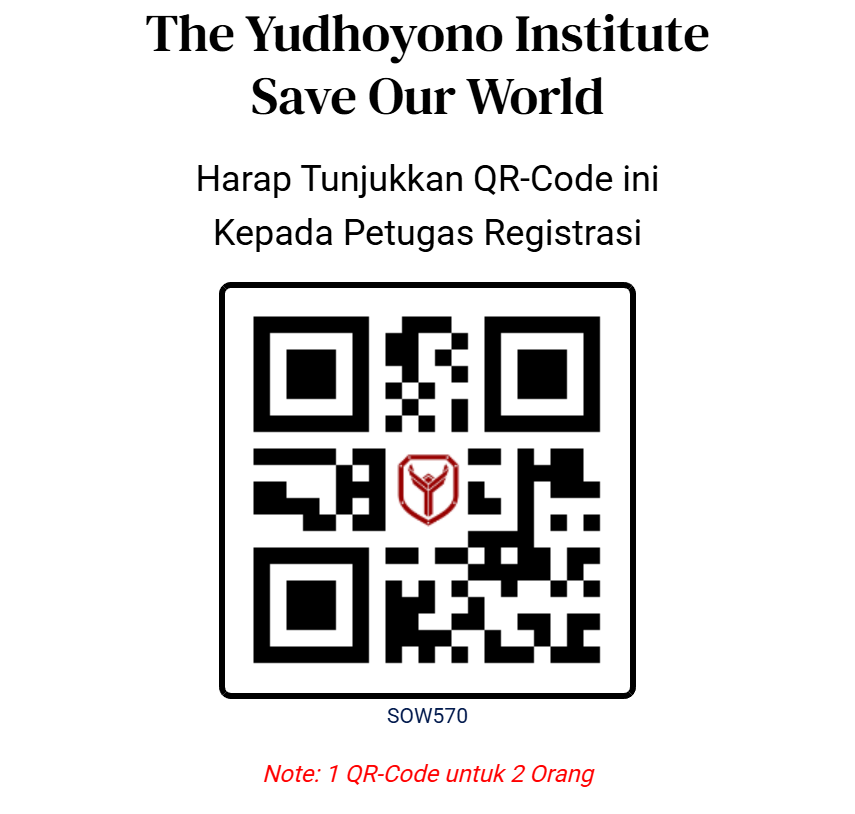 The Yudhoyono Institute
Save Our World
Harap Tunjukkan QR-Code ini
Kepada Petugas Registrasi
SOW570
Note: 1 QR-Code untuk 2 Orang